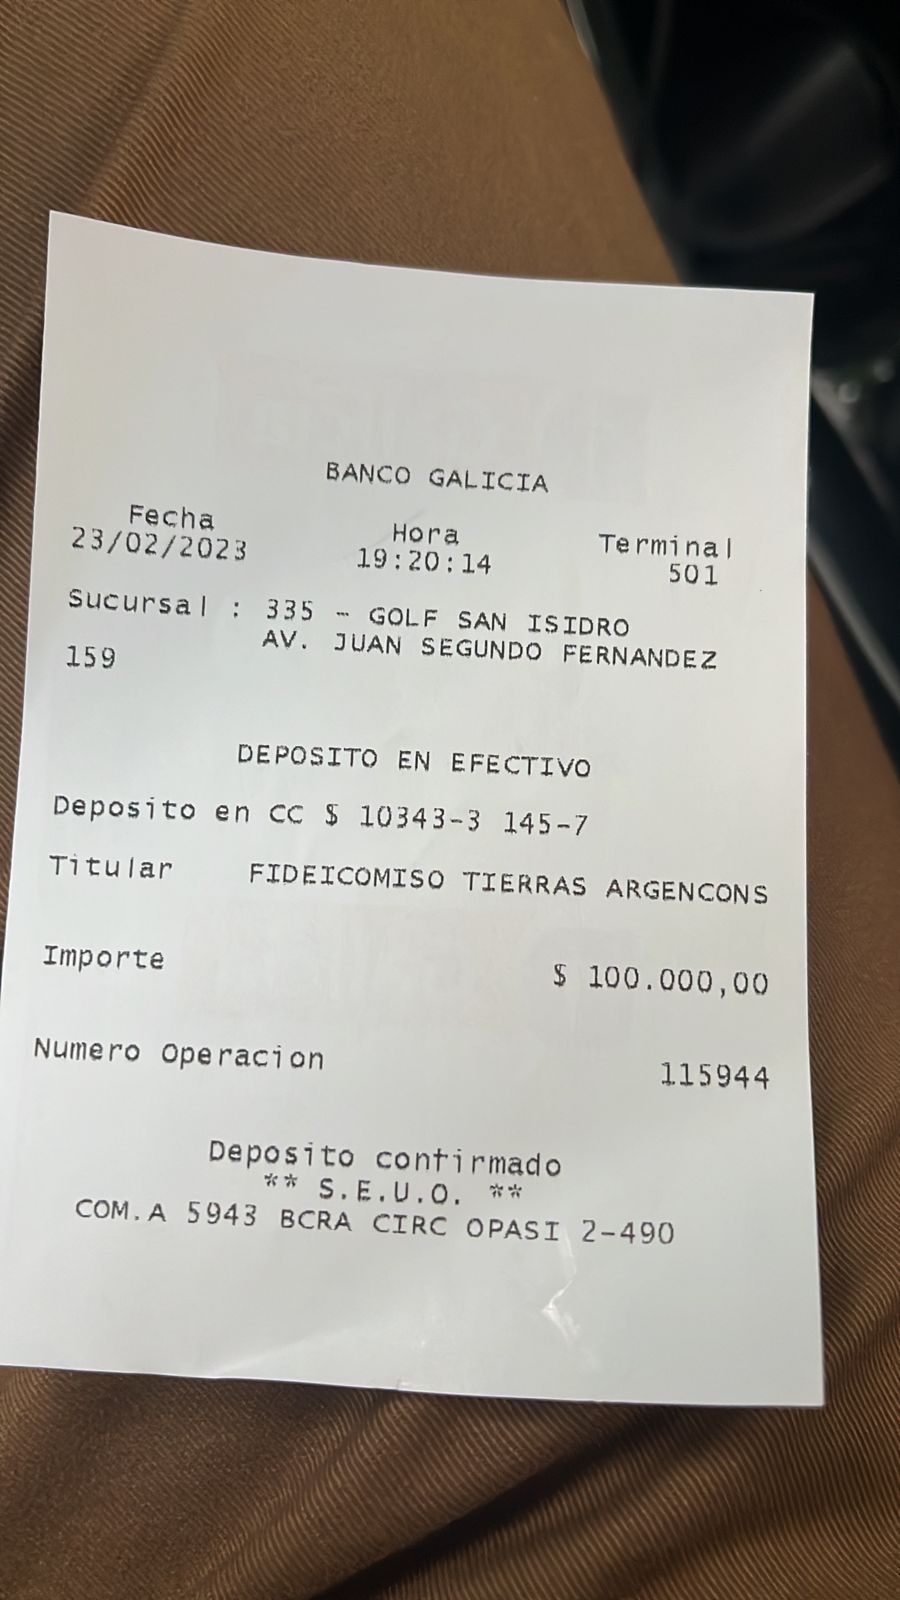 BANCO GALICIA
Fecha Hora Terminal
23/02/2023 19:20:14 501
Sucursal : 335 - GOLF SAN ISIDRO
AV. JUAN SEGUNDO FERNANDEZ
159
DEPOSITO EN EFECTIVO
Deposito en CC $ 10343-3 145-7
Titular FIDEICOMISO TIERRAS ARGENCONS
Importe $ 100.000,00
Numero Operacion 115944
Deposito confirmado
** S.E.U.O. **
COM.A 5943 BCRA CIRC OPASI 2-490